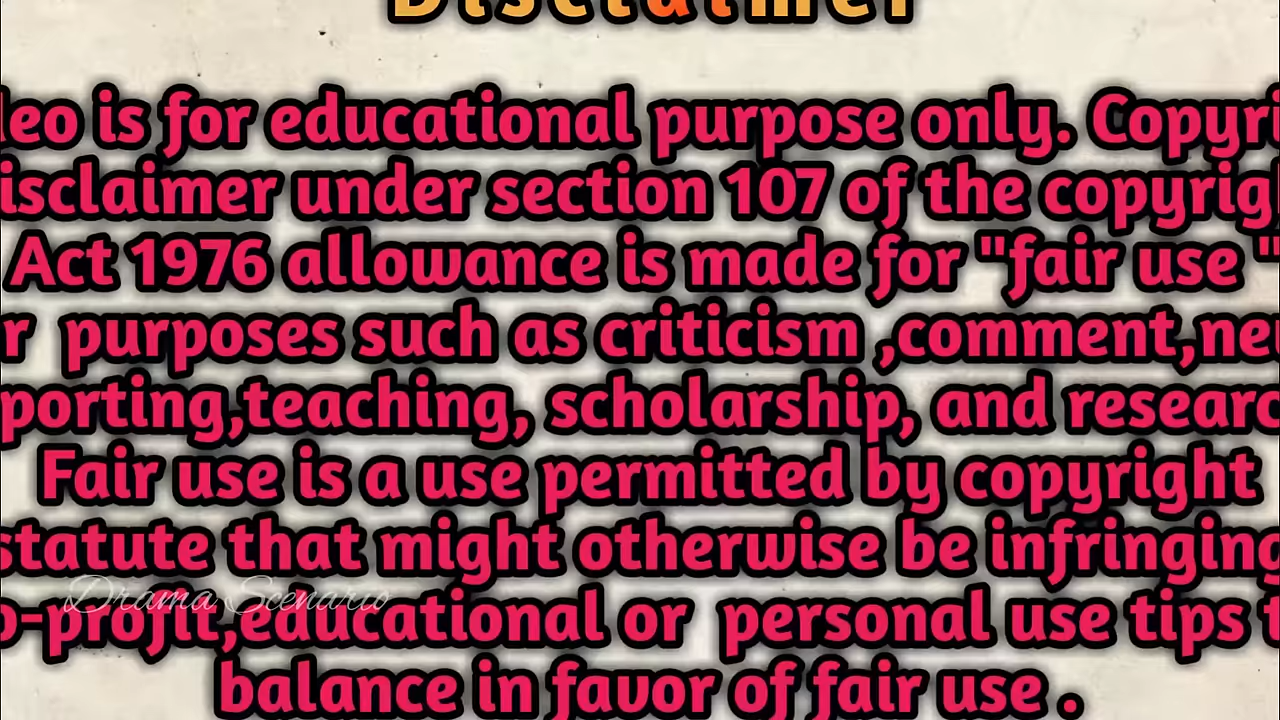 Disclaimer
deo is for educational purpose only. Copyri
isclaimer under section 107 of the copyrig
Act 1976 allowance is made for "fair use "
r purposes such as criticism ,comment,ne
porting,teaching, scholarship, and researc
Fair use is a use permitted by copyright
statute that might otherwise be infringing
Drama Scenario
o-profit,educational or personal use tips t
balance in favor of fair use .